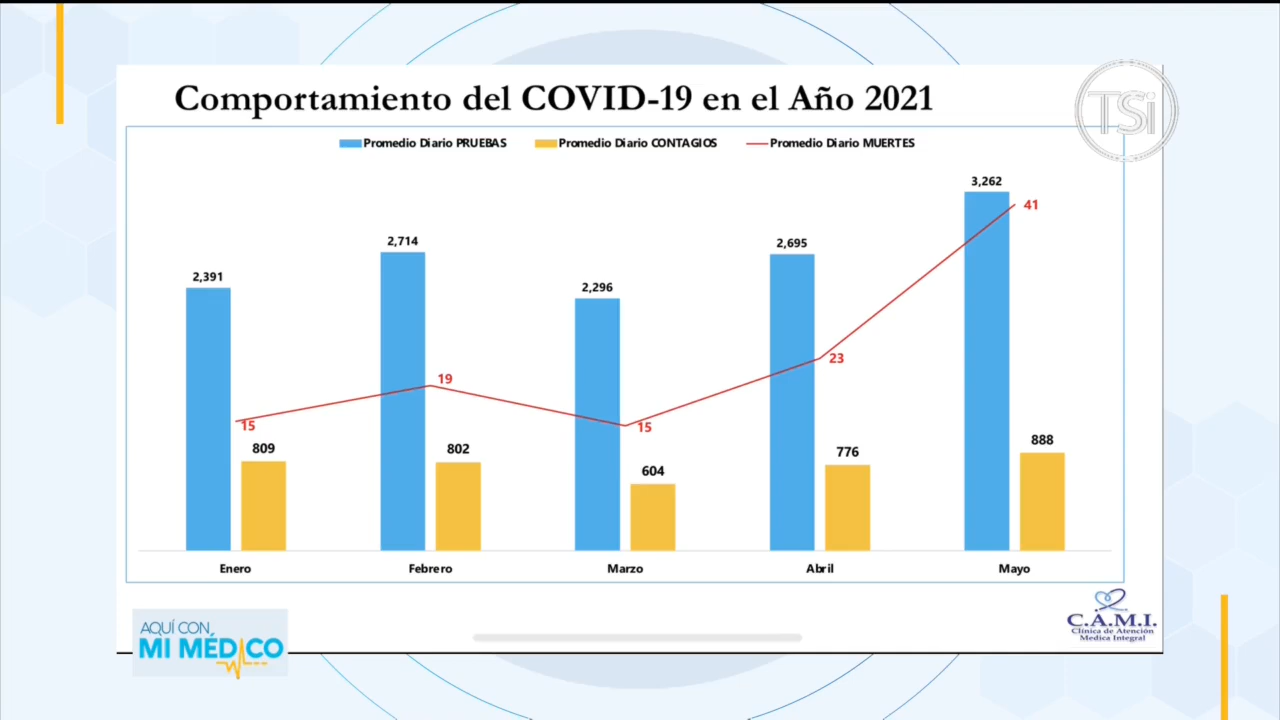 Comportamiento del COVID-19 en el Año 2021
TSi
Promedio Diario PRUEBAS Promedio Diario CONTAGIOS Promedio Diario MUERTES
2,391
2,714
2,296
2,695
3,262
15
19
15
23
41
809
802
604
776
888
Enero Febrero Marzo Abril Mayo
AQUÍ CON
MI MÉDICO
C.A.M.I.
Clínica de Atención
Medica Integral